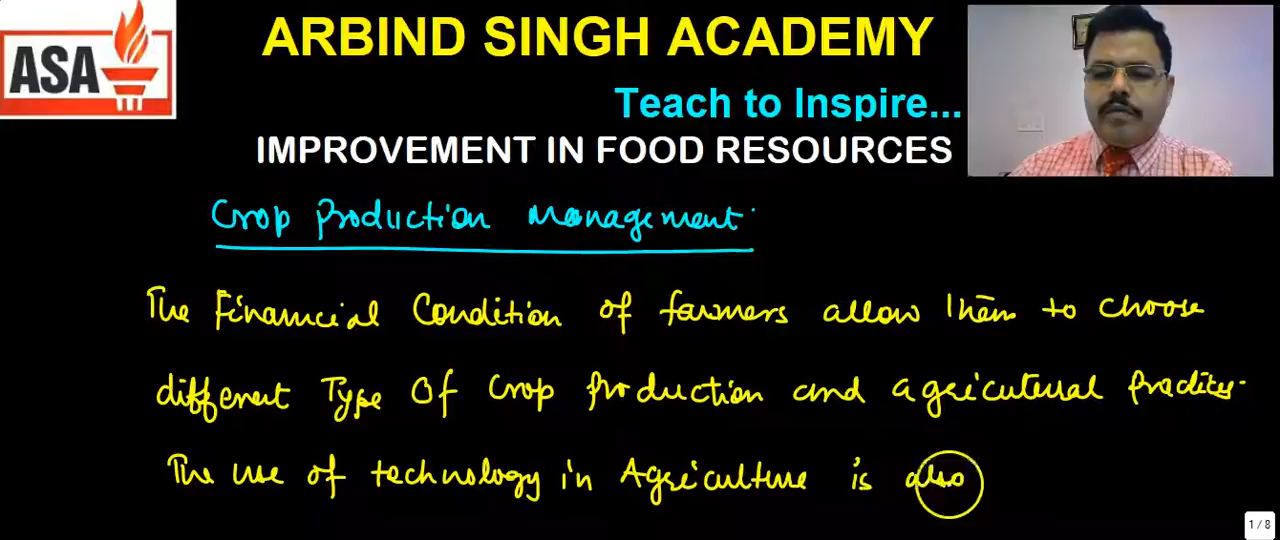 ASA
ARBIND SINGH ACADEMY
Teach to Inspire...
IMPROVEMENT IN FOOD RESOURCES
Crop Production Management
The Financial Condition of farmers allow them to choose
different Type Of Crop Production and agricutural Practices.
The use of technology in Agriculture is also
1/8